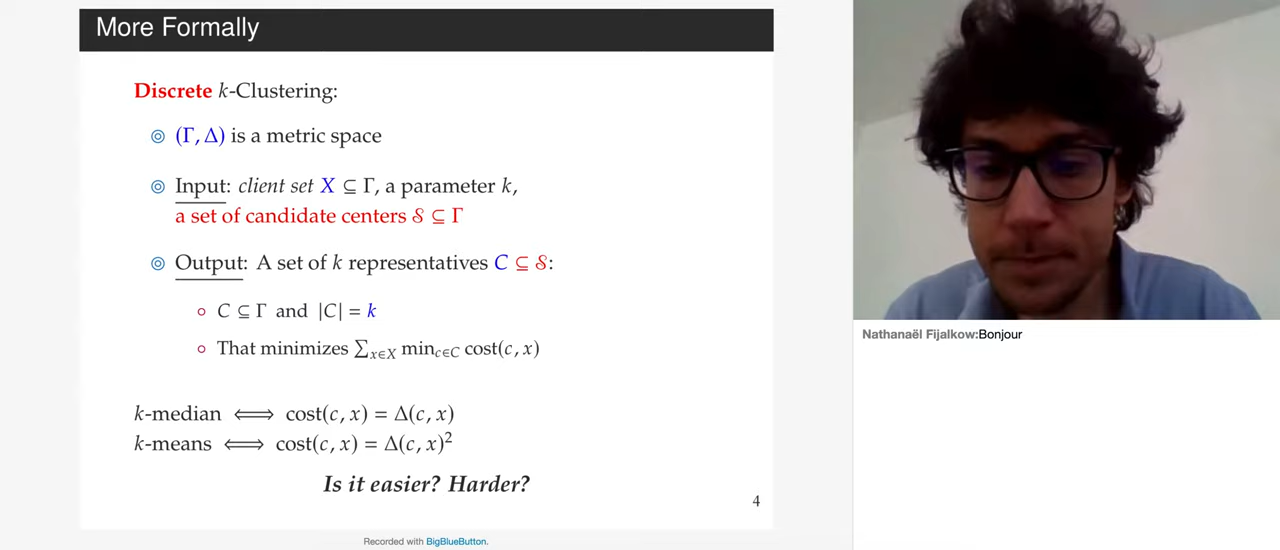 More Formally
Discrete k-Clustering:
◎ (Γ, Δ) is a metric space
◎ Input: client set X ⊆ Γ, a parameter k,
a set of candidate centers 𝒮 ⊆ Γ
◎ Output: A set of k representatives C ⊆ 𝒮:
○ C ⊆ Γ and |C| = k
○ That minimizes ∑x∈X minc∈C cost(c, x)
k-median ⟺ cost(c, x) = Δ(c, x)
k-means ⟺ cost(c, x) = Δ(c, x)²
Is it easier? Harder?
4
Recorded with BigBlueButton.
Nathanaël Fijalkow:Bonjour